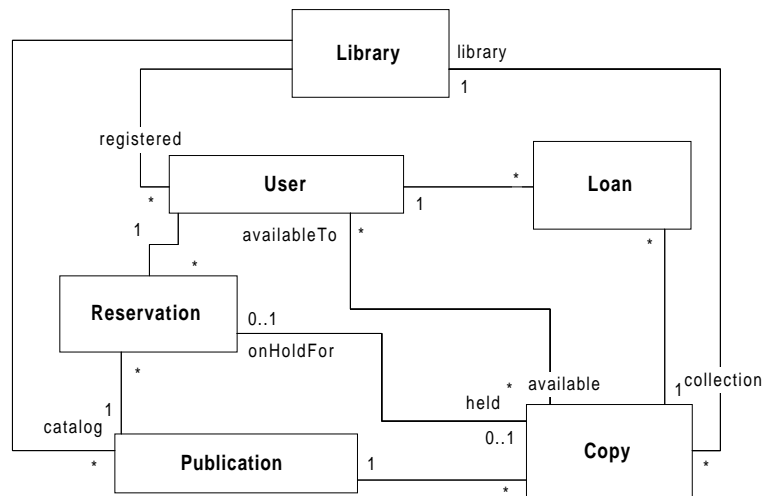 Library
library
1
registered
User
Loan
*
1
*
1
availableTo
*
*
*
Reservation
0..1
onHoldFor
*
*
available
1
collection
1
held
catalog
0..1
Copy
*
Publication
1
*
*